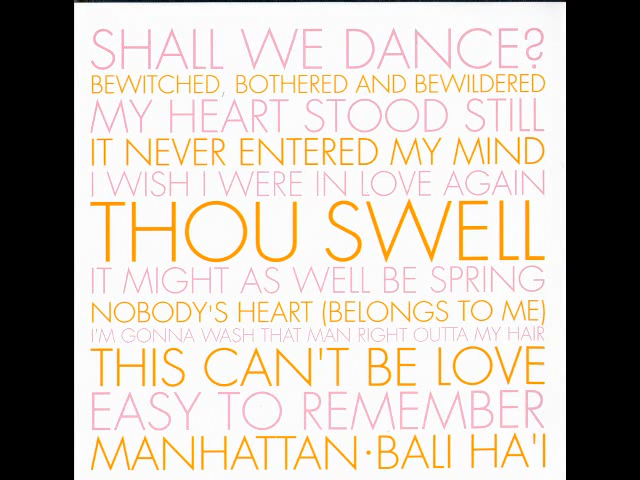 SHALL WE DANCE?
BEWITCHED, BOTHERED AND BEWILDERED
MY HEART STOOD STILL
IT NEVER ENTERED MY MIND
I WISH I WERE IN LOVE AGAIN
THOU SWELL
IT MIGHT AS WELL BE SPRING
NOBODY'S HEART (BELONGS TO ME)
I'M GONNA WASH THAT MAN RIGHT OUTTA MY HAIR
THIS CAN'T BE LOVE
EASY TO REMEMBER
MANHATTAN·BALI HA'I